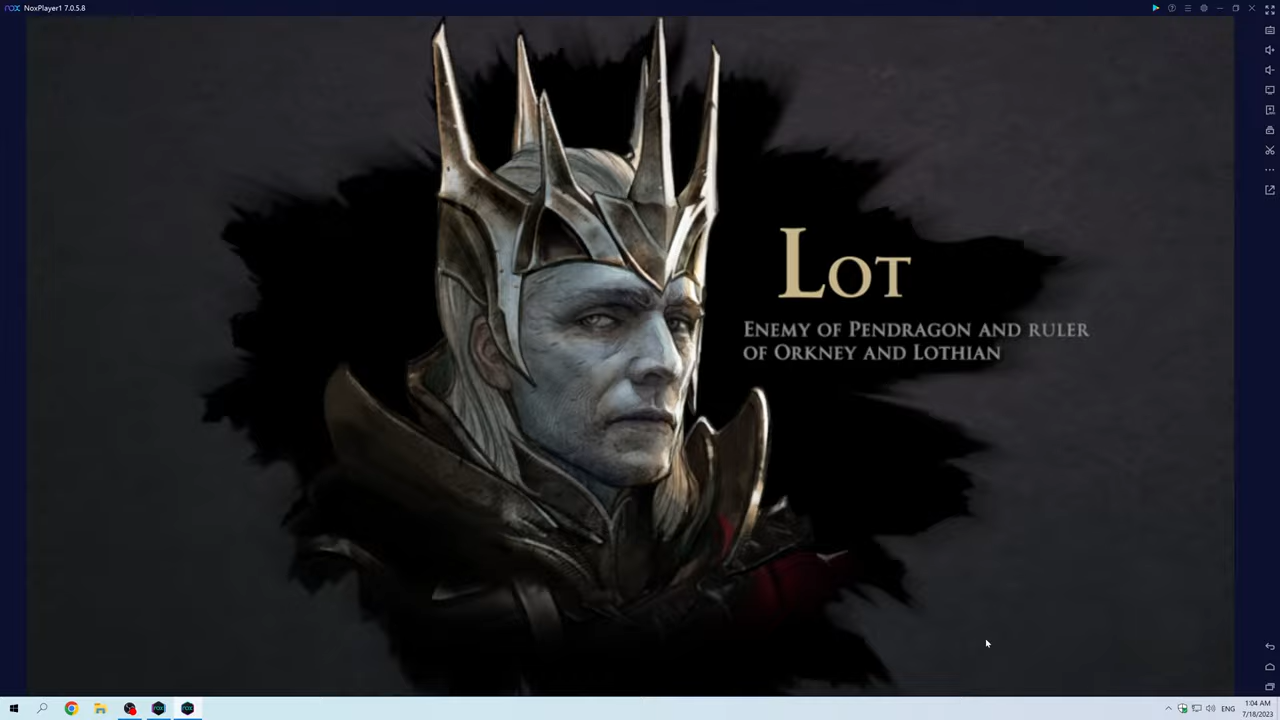 nox NoxPlayer1 7.0.5.8
LOT
ENEMY OF PENDRAGON AND RULER
OF ORKNEY AND LOTHIAN
ENG
1:04 AM
7/18/2023